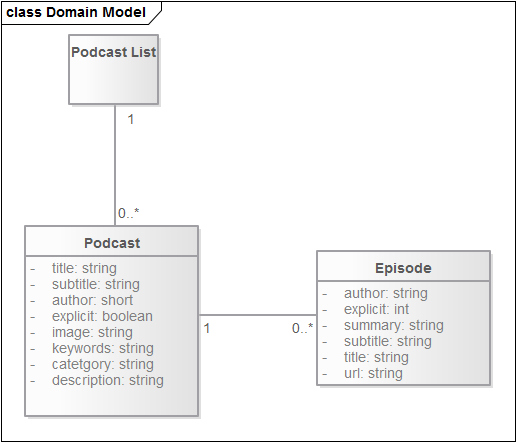 class Domain Model
Podcast List
1
0..*
Podcast
- title: string
- subtitle: string
- author: short
- explicit: boolean
- image: string
- keywords: string
- catetgory: string
- description: string
1
0..*
Episode
- author: string
- explicit: int
- summary: string
- subtitle: string
- title: string
- url: string